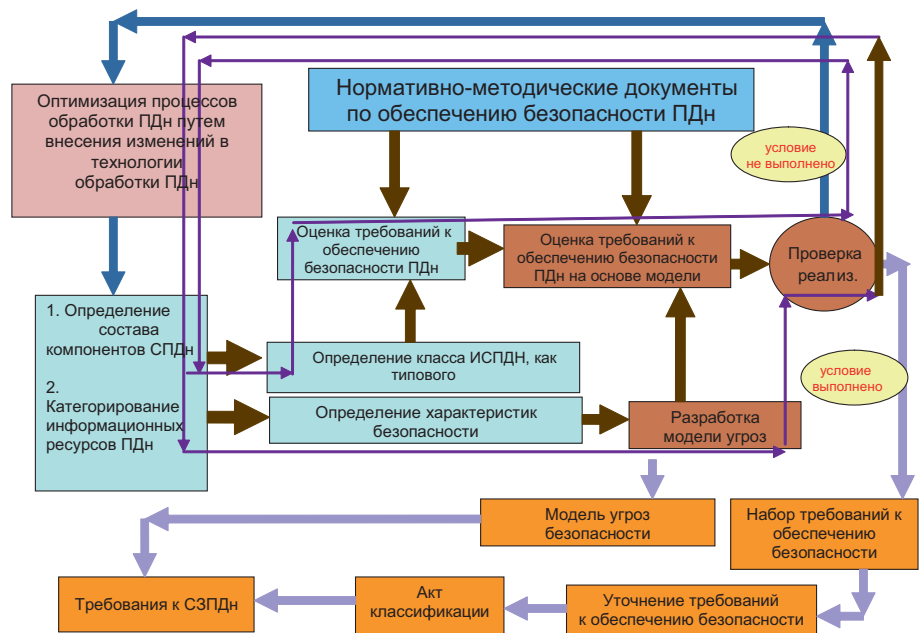 Оптимизация процессов
обработки ПДн путем
внесения изменений в
технологии
обработки ПДн
Нормативно-методические документы
по обеспечению безопасности ПДн
условие
не выполнено
Оценка требований к
обеспечению
безопасности ПДн
Оценка требований к
обеспечению безопасности
ПДн на основе модели
Проверка
реализ.
1. Определение
состава
компонентов СПДн
2.
Категорирование
информационных
ресурсов ПДн
Определение класса ИСПДН, как
типового
условие
выполнено
Определение характеристик
безопасности
Разработка
модели угроз
Модель угроз
безопасности
Набор требований к
обеспечению
безопасности
Требования к СЗПДн
Акт
классификации
Уточнение требований
к обеспечению безопасности